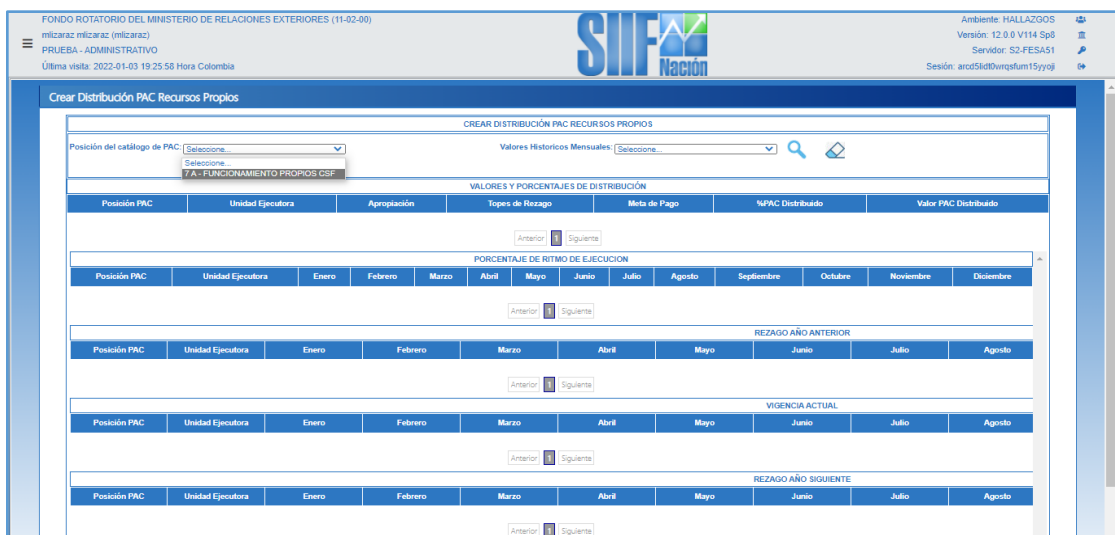 FONDO ROTATORIO DEL MINISTERIO DE RELACIONES EXTERIORES (11-02-00)
mlizaraz mlizaraz (mlizaraz)
PRUEBA - ADMINISTRATIVO
Última visita: 2022-01-03 19:25:58 Hora Colombia
SIIF
Nación
Ambiente: HALLAZGOS
Versión: 12.0.0 V114 Sp8
Servidor: S2-FESA51
Sesión:
Crear Distribución PAC Recursos Propios
CREAR DISTRIBUCIÓN PAC RECURSOS PROPIOS
Posición del catálogo de PAC: Seleccione... Valores Historicos Mensuales: Seleccione...
Seleccione...
7 A - FUNCIONAMIENTO PROPIOS CSF
VALORES Y PORCENTAJES DE DISTRIBUCIÓN
Posición PAC Unidad Ejecutora Apropiación Topes de Rezago Meta de Pago %PAC Distribuido Valor PAC Distribuido
Anterior 1 Siguiente
PORCENTAJE DE RITMO DE EJECUCION
Posición PAC Unidad Ejecutora Enero Febrero Marzo Abril Mayo Junio Julio Agosto Septiembre Octubre Noviembre Diciembre
Anterior 1 Siguiente
REZAGO AÑO ANTERIOR
Posición PAC Unidad Ejecutora Enero Febrero Marzo Abril Mayo Junio Julio Agosto
Anterior 1 Siguiente
VIGENCIA ACTUAL
Posición PAC Unidad Ejecutora Enero Febrero Marzo Abril Mayo Junio Julio Agosto
Anterior 1 Siguiente
REZAGO AÑO SIGUIENTE
Posición PAC Unidad Ejecutora Enero Febrero Marzo Abril Mayo Junio Julio Agosto
Anterior 1 Siguiente